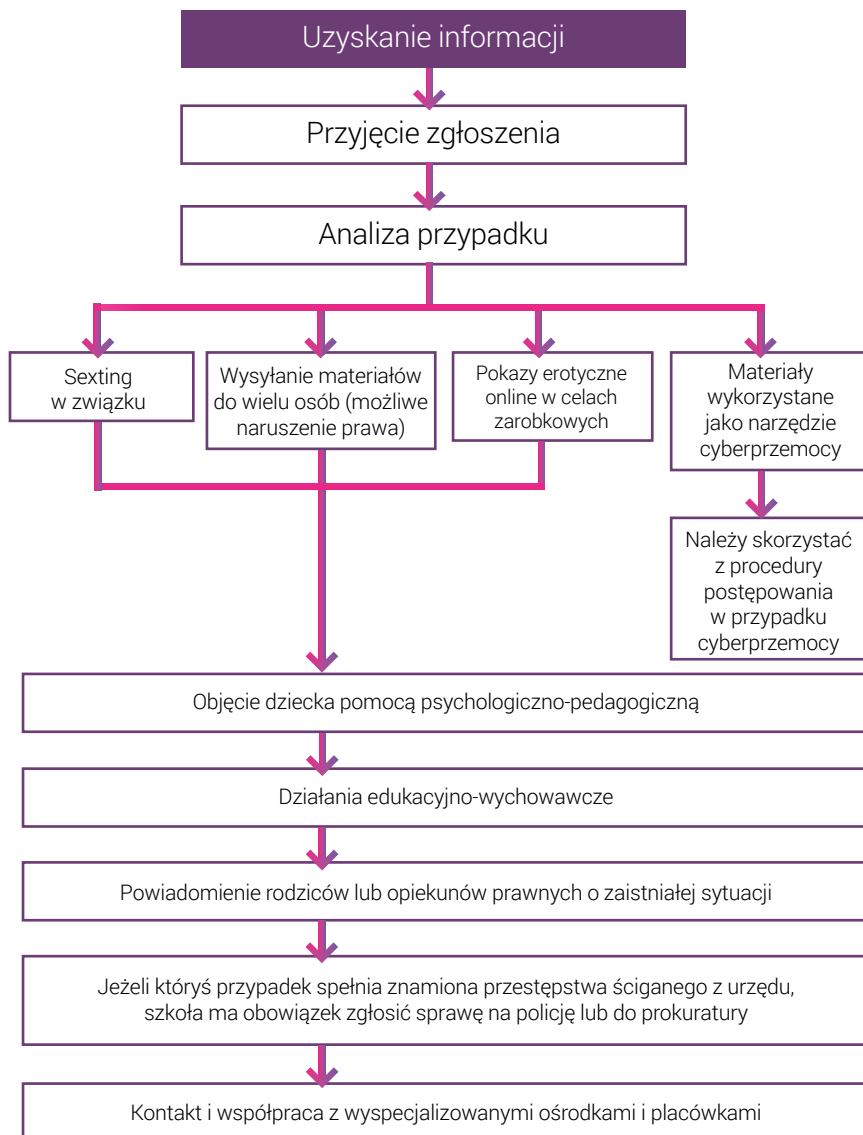 Uzyskanie informacji
Przyjęcie zgłoszenia
Analiza przypadku
Sexting
w związku
Wysyłanie materiałów
do wielu osób (możliwe
naruszenie prawa)
Pokazy erotyczne
online w celach
zarobkowych
Materiały
wykorzystane
jako narzędzie
cyberprzemocy
Należy skorzystać
z procedury
postępowania
w przypadku
cyberprzemocy
Objęcie dziecka pomocą psychologiczno-pedagogiczną
Działania edukacyjno-wychowawcze
Powiadomienie rodziców lub opiekunów prawnych o zaistniałej sytuacji
Jeżeli któryś przypadek spełnia znamiona przestępstwa ściganego z urzędu,
szkoła ma obowiązek zgłosić sprawę na policję lub do prokuratury
Kontakt i współpraca z wyspecjalizowanymi ośrodkami i placówkami